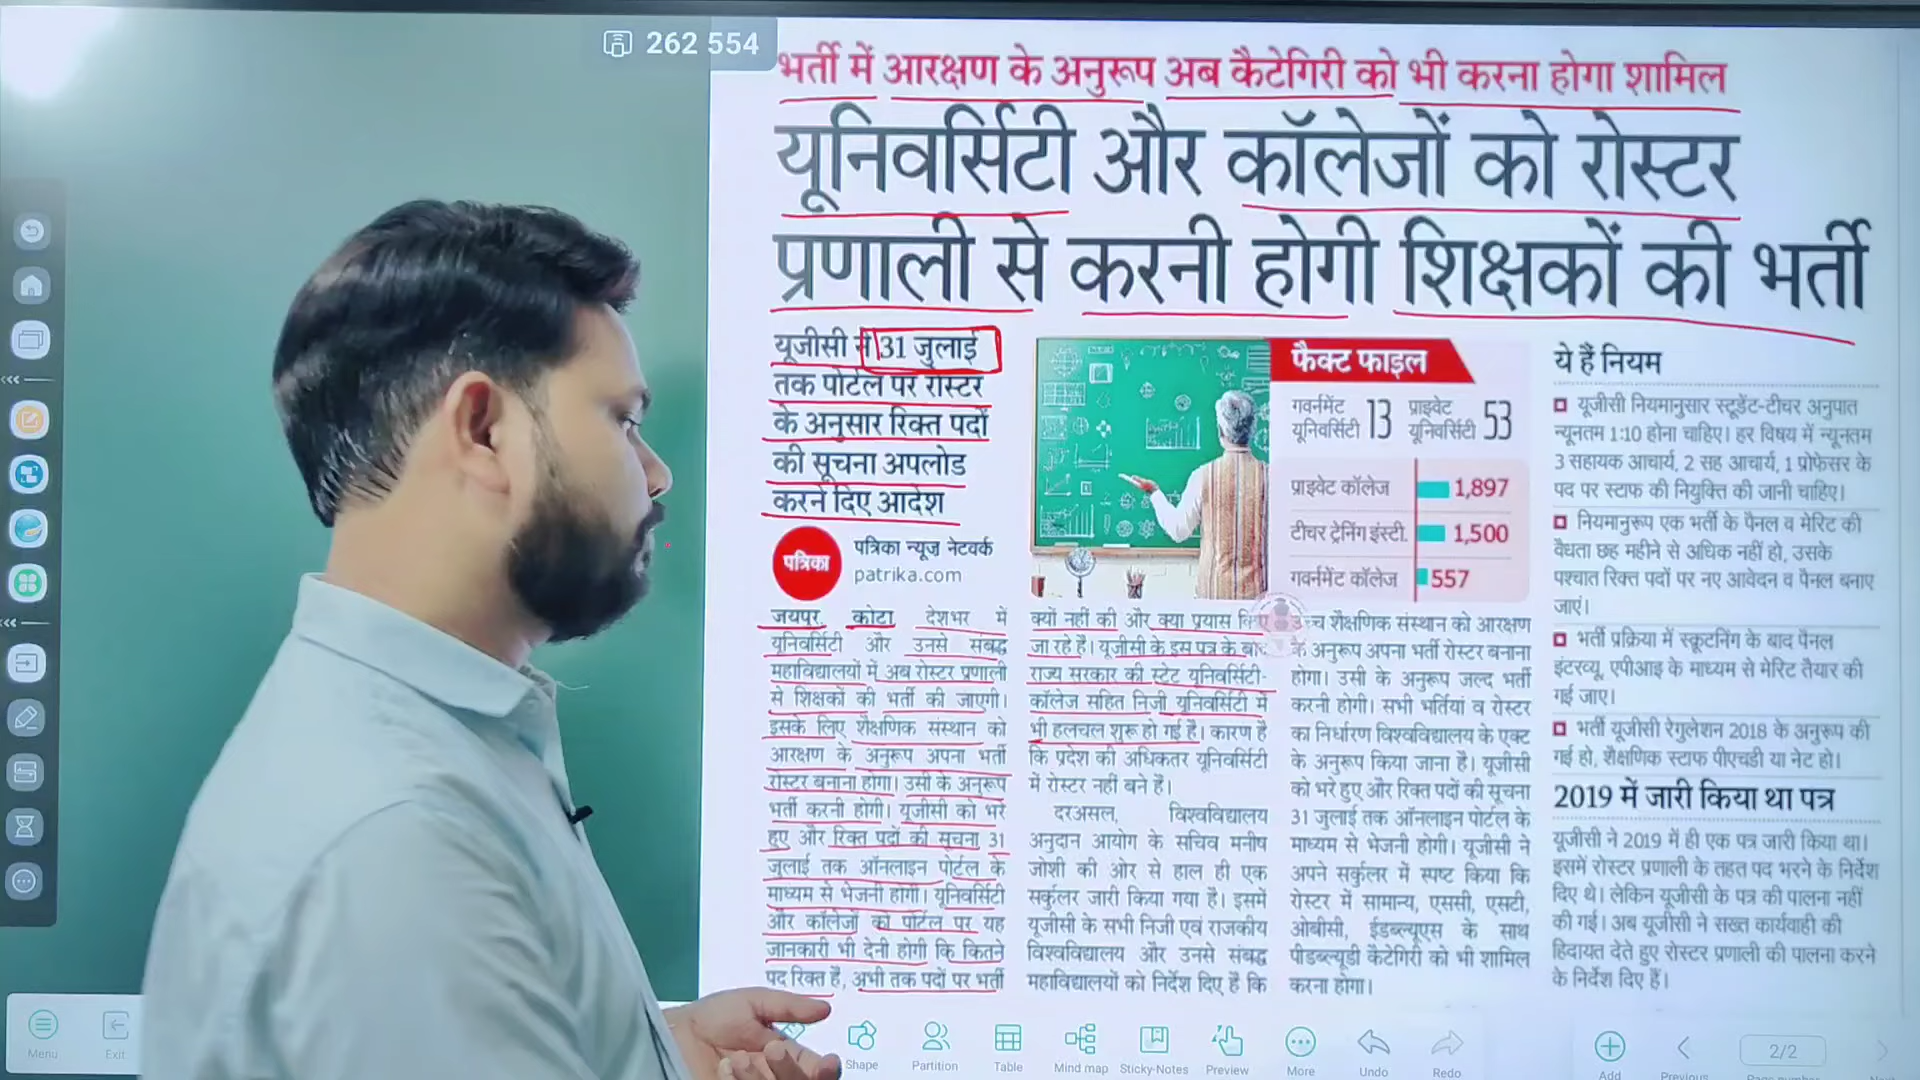 262 554
भर्ती में आरक्षण के अनुरूप अब कैटेगिरी को भी करना होगा शामिल
यूनिवर्सिटी और कॉलेजों को रोस्टर
प्रणाली से करनी होगी शिक्षकों की भर्ती
यूजीसी ने 31 जुलाई
तक पोर्टल पर रोस्टर
के अनुसार रिक्त पदों
की सूचना अपलोड
करने दिए आदेश
पत्रिका
पत्रिका न्यूज नेटवर्क
patrika.com
जयपुर. कोटा. देशभर में
यूनिवर्सिटी और उनसे संबद्ध
महाविद्यालयों में अब रोस्टर प्रणाली
से शिक्षकों की भर्ती की जाएगी।
इसके लिए शैक्षणिक संस्थान को
आरक्षण के अनुरूप अपना भर्ती
रोस्टर बनाना होगा। उसी के अनुरूप
भर्ती करनी होगी। यूजीसी को भरे
हुए और रिक्त पदों की सूचना 31
जुलाई तक ऑनलाइन पोर्टल के
माध्यम से भेजनी होगी। यूनिवर्सिटी
और कॉलेजों को पोर्टल पर यह
जानकारी भी देनी होगी कि कितने
पद रिक्त है, अभी तक पदों पर भर्ती
क्यों नहीं की और क्या प्रयास
जा रहे है। यूजीसी के इस पत्र के बाद
राज्य सरकार की स्टेट यूनिवर्सिटी-
कॉलेज सहित निजी यूनिवर्सिटी में
भी हलचल शुरू हो गई है। कारण है
कि प्रदेश की अधिकतर यूनिवर्सिटी
में रोस्टर नहीं बने हैं।
दरअसल, विश्वविद्यालय
अनुदान आयोग के सचिव मनीष
जोशी की ओर से हाल ही एक
सर्कुलर जारी किया गया है। इसमें
यूजीसी के सभी निजी एवं राजकीय
विश्वविद्यालय और उनसे संबद्ध
महाविद्यालयों को निर्देश दिए है कि
फैक्ट फाइल
गवर्नमेंट यूनिवर्सिटी 13
प्राइवेट यूनिवर्सिटी 53
प्राइवेट कॉलेज 1,897
टीचर ट्रेनिंग इंस्टी. 1,500
गवर्नमेंट कॉलेज 557
उच्च शैक्षणिक संस्थान को आरक्षण
के अनुरूप अपना भर्ती रोस्टर बनाना
होगा। उसी के अनुरूप जल्द भर्ती
करनी होगी। सभी भर्तियां व रोस्टर
का निर्धारण विश्वविद्यालय के एक्ट
के अनुरूप किया जाना है। यूजीसी
को भरे हुए और रिक्त पदों की सूचना
31 जुलाई तक ऑनलाइन पोर्टल के
माध्यम से भेजनी होगी। यूजीसी ने
अपने सर्कुलर में स्पष्ट किया कि
रोस्टर में सामान्य, एससी, एसटी,
ओबीसी, ईडब्ल्यूएस के साथ
पीडब्ल्यूडी कैटेगिरी को भी शामिल
करना होगा।
ये हैं नियम
यूजीसी नियमानुसार स्टूडेंट-टीचर अनुपात
न्यूनतम 1:10 होना चाहिए। हर विषय में न्यूनतम
3 सहायक आचार्य, 2 सह आचार्य, 1 प्रोफेसर के
पद पर स्टाफ की नियुक्ति की जानी चाहिए।
नियमानुरूप एक भर्ती के पैनल व मेरिट की
वैधता छह महीने से अधिक नहीं हो, उसके
पश्चात रिक्त पदों पर नए आवेदन व पैनल बनाए
जाएं।
भर्ती प्रक्रिया में स्क्रूटनिंग के बाद पैनल
इंटरव्यू, एपीआइ के माध्यम से मेरिट तैयार की
गई जाए।
भर्ती यूजीसी रेगुलेशन 2018 के अनुरूप की
गई हो, शैक्षणिक स्टाफ पीएचडी या नेट हो।
2019 में जारी किया था पत्र
यूजीसी ने 2019 में ही एक पत्र जारी किया था।
इसमें रोस्टर प्रणाली के तहत पद भरने के निर्देश
दिए थे। लेकिन यूजीसी के पत्र की पालना नहीं
की गई। अब यूजीसी ने सख्त कार्यवाही की
हिदायत देते हुए रोस्टर प्रणाली की पालना करने
के निर्देश दिए हैं।
Menu Exit Shape Partition Table Mind map Sticky-Notes Preview More Undo Redo Add Previous 2/2